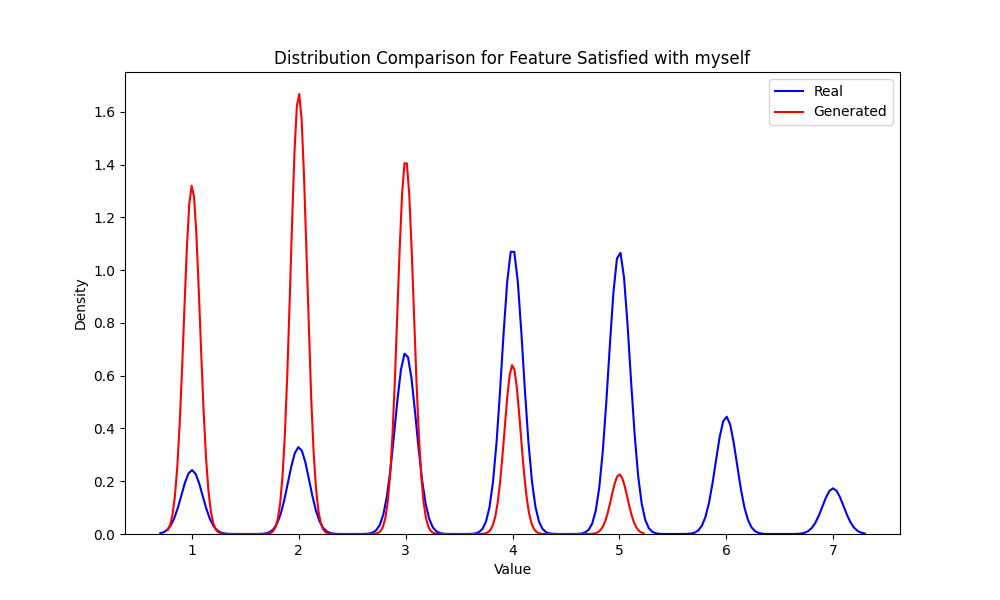 Distribution Comparison for Feature Satisfied with myself
Real
Generated
1.6
1.4
1.2
1.0
0.8
0.6
0.4
0.2
0.0
Density
1 2 3 4 5 6 7
Value